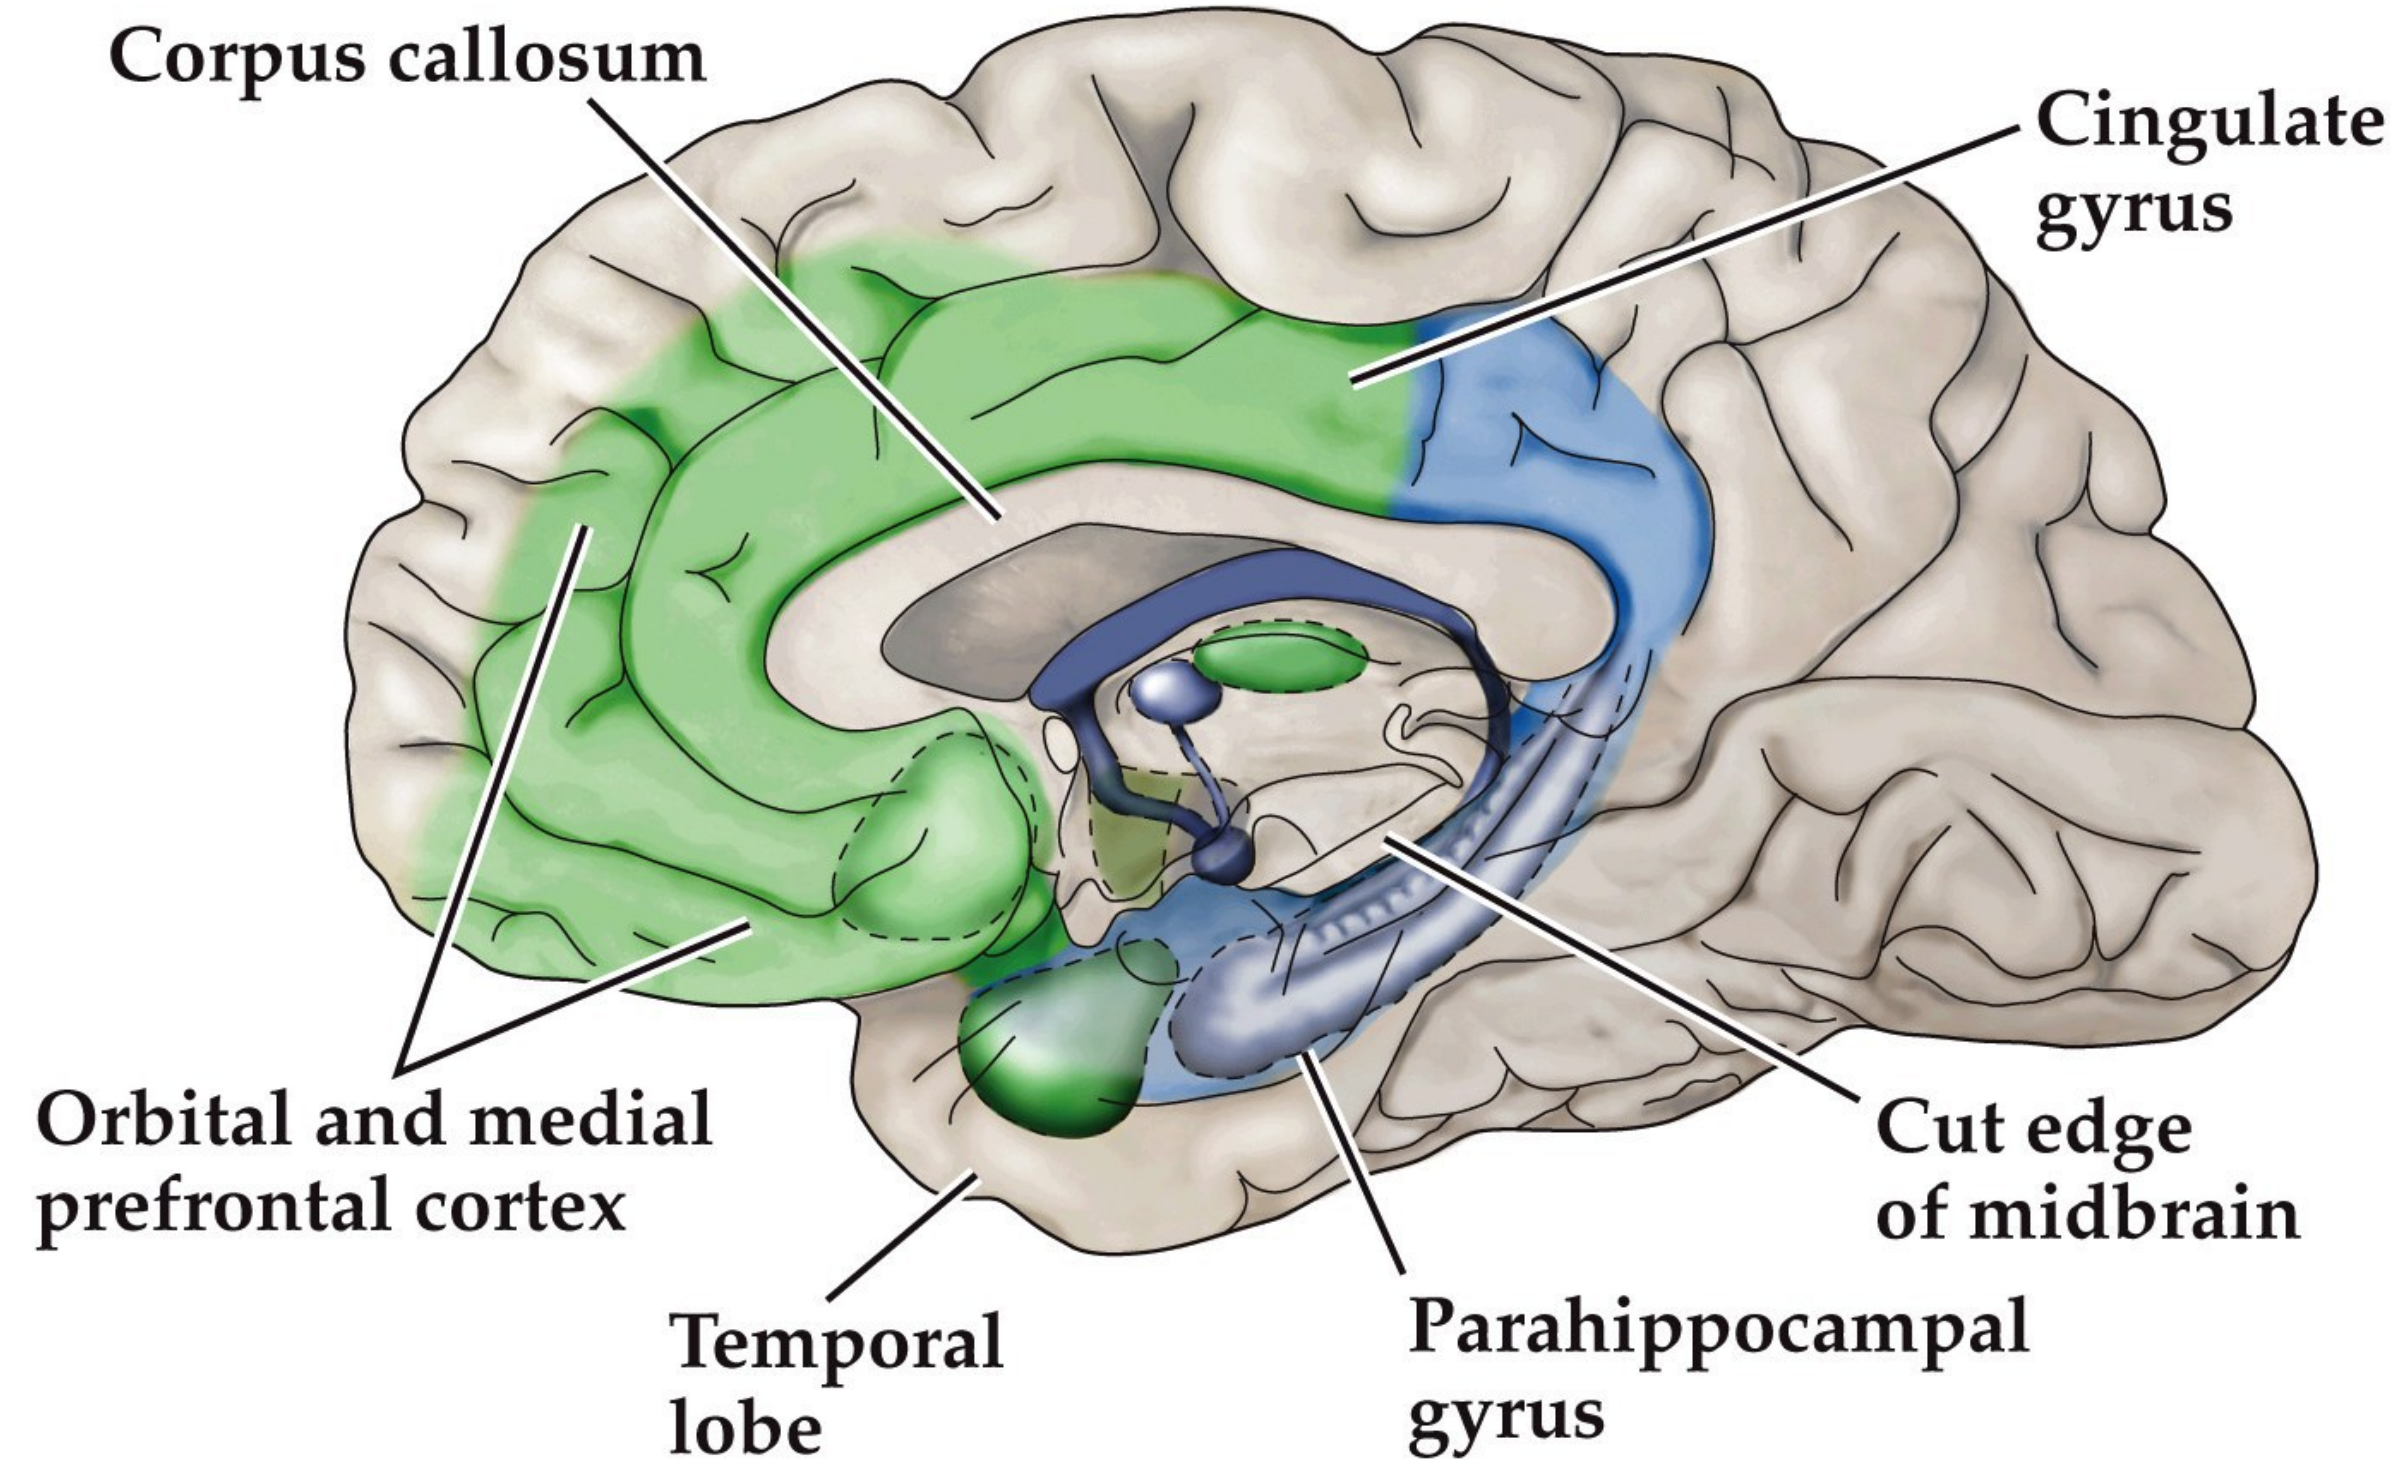 Corpus callosum
Cingulate
gyrus
Orbital and medial
prefrontal cortex
Cut edge
of midbrain
Temporal
lobe
Parahippocampal
gyrus